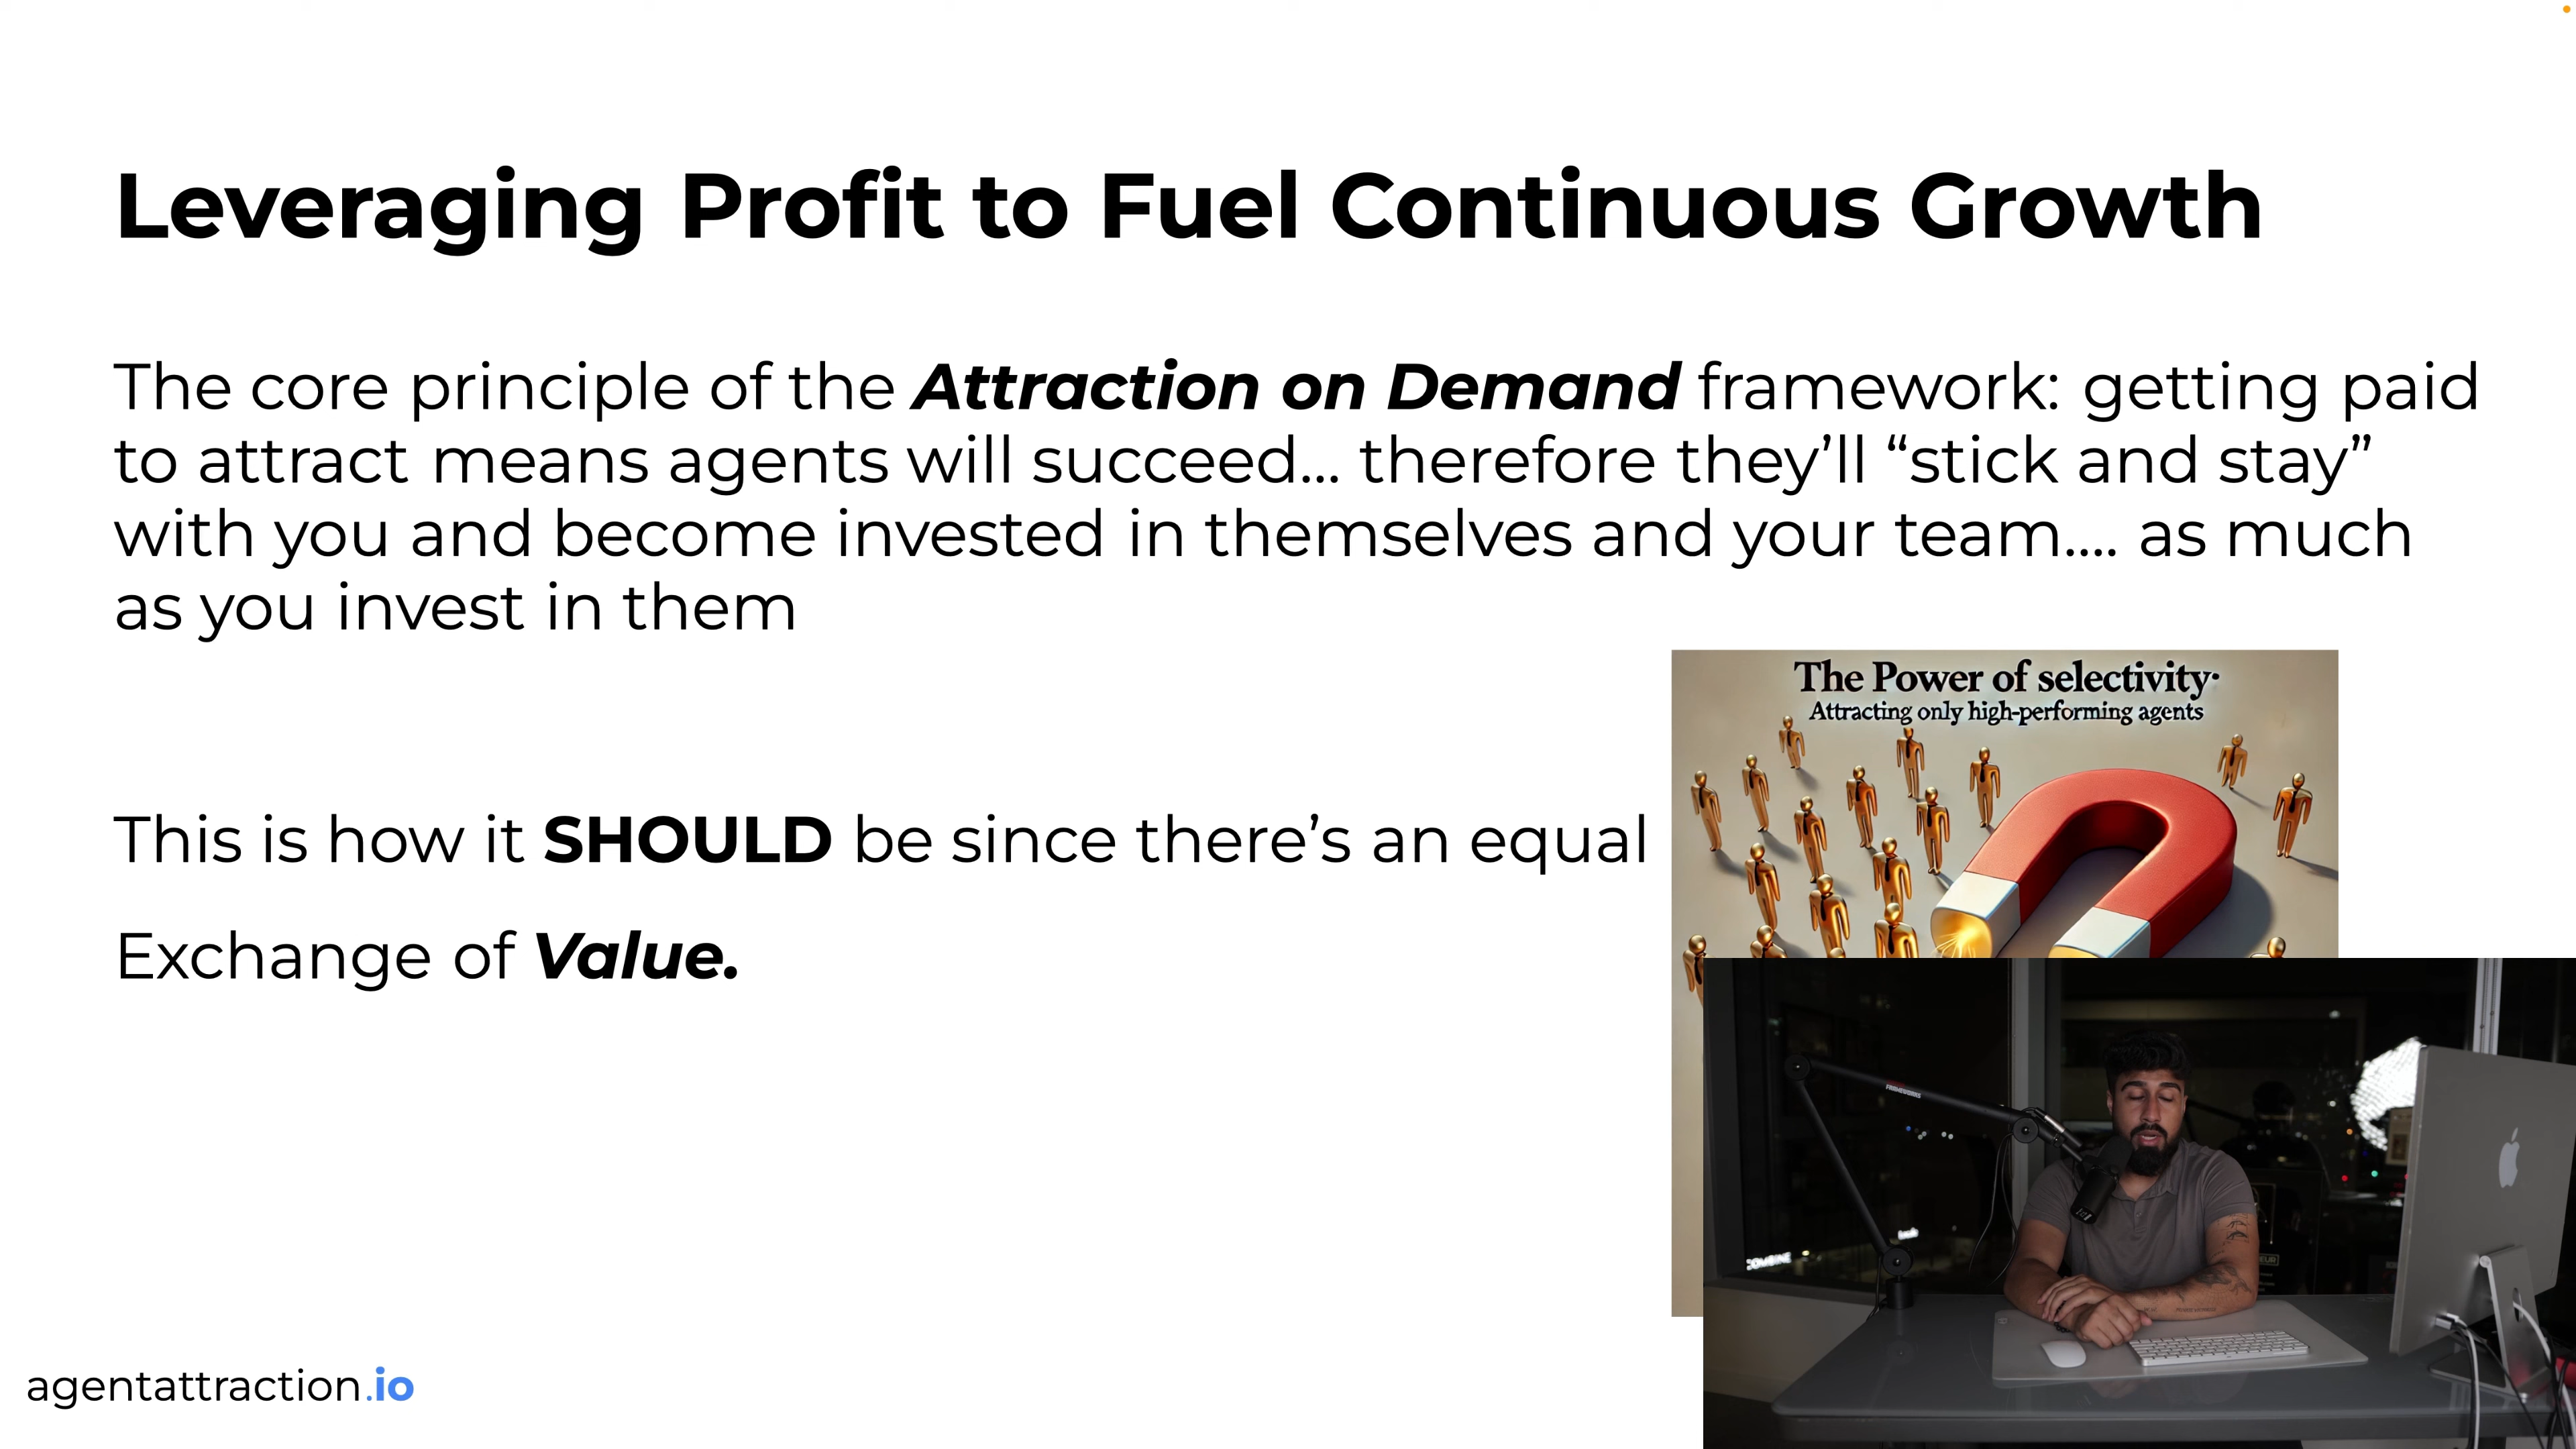 Leveraging Profit to Fuel Continuous Growth
The core principle of the Attraction on Demand framework: getting paid
to attract means agents will succeed... therefore they’ll “stick and stay”
with you and become invested in themselves and your team.... as much
as you invest in them
The Power of selectivity·
Attracting only high-performing agents
This is how it SHOULD be since there’s an equal
Exchange of Value.
agentattraction.io